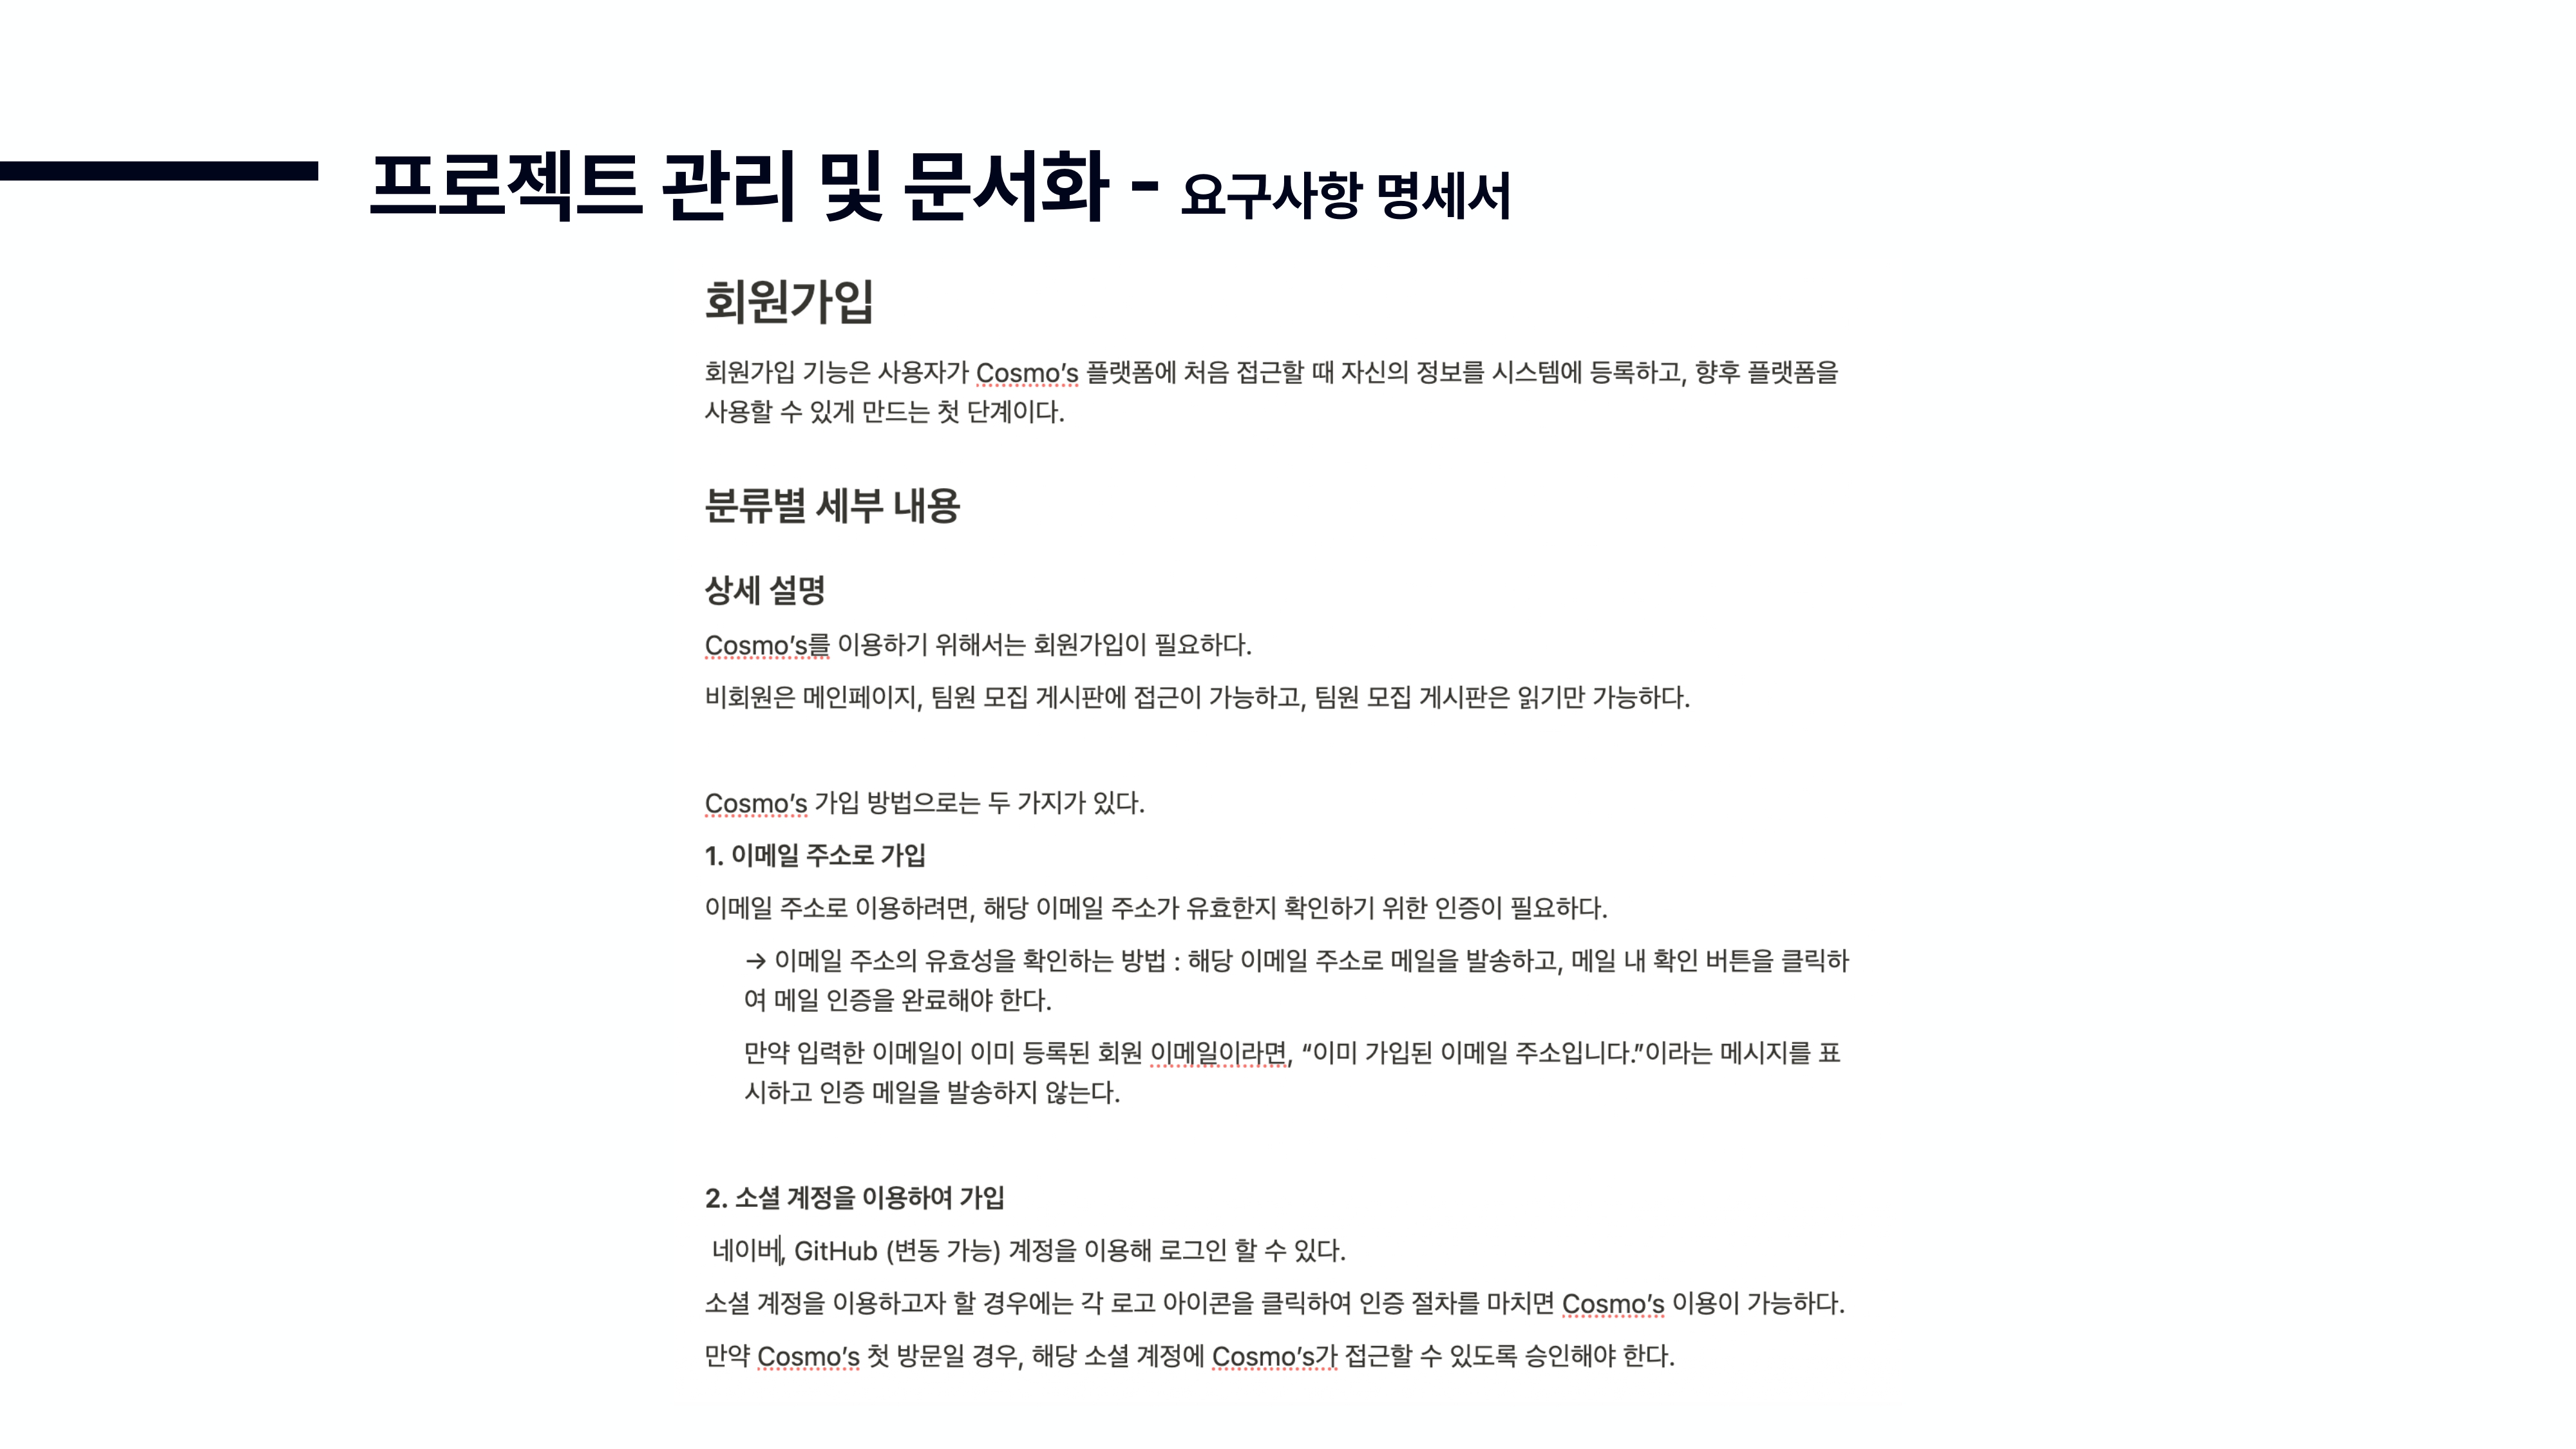 프로젝트 관리 및 문서화 - 요구사항 명세서
회원가입
회원가입 기능은 사용자가 Cosmo’s 플랫폼에 처음 접근할 때 자신의 정보를 시스템에 등록하고, 향후 플랫폼을
사용할 수 있게 만드는 첫 단계이다.
분류별 세부 내용
상세 설명
Cosmo’s를 이용하기 위해서는 회원가입이 필요하다.
비회원은 메인페이지, 팀원 모집 게시판에 접근이 가능하고, 팀원 모집 게시판은 읽기만 가능하다.
Cosmo’s 가입 방법으로는 두 가지가 있다.
1. 이메일 주소로 가입
이메일 주소로 이용하려면, 해당 이메일 주소가 유효한지 확인하기 위한 인증이 필요하다.
→ 이메일 주소의 유효성을 확인하는 방법 : 해당 이메일 주소로 메일을 발송하고, 메일 내 확인 버튼을 클릭하
여 메일 인증을 완료해야 한다.
만약 입력한 이메일이 이미 등록된 회원 이메일이라면, “이미 가입된 이메일 주소입니다.”이라는 메시지를 표
시하고 인증 메일을 발송하지 않는다.
2. 소셜 계정을 이용하여 가입
네이버, GitHub (변동 가능) 계정을 이용해 로그인 할 수 있다.
소셜 계정을 이용하고자 할 경우에는 각 로고 아이콘을 클릭하여 인증 절차를 마치면 Cosmo’s 이용이 가능하다.
만약 Cosmo’s 첫 방문일 경우, 해당 소셜 계정에 Cosmo’s가 접근할 수 있도록 승인해야 한다.